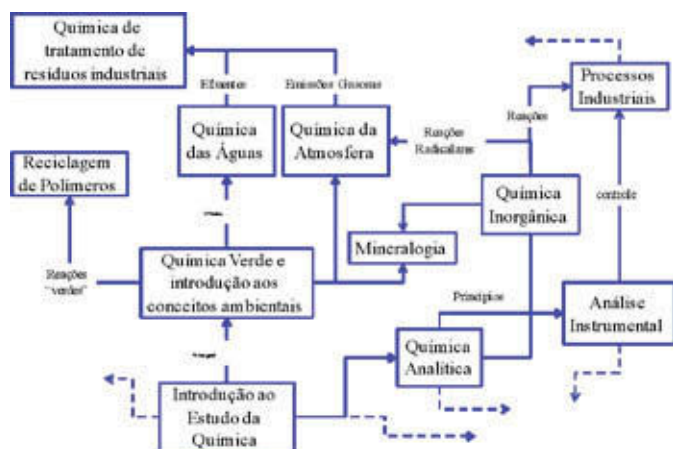 Química de
tratamento de
resíduos industriais
Efluentes
Emissões Gasosas
Processos
Industriais
Química
das Águas
Química da
Atmosfera
Reações
Reações
Radicalares
Reciclagem
de Polímeros
Química
Inorgânica
controle
Mineralogia
Química Verde e
introdução aos
conceitos ambientais
Reações
"verdes"
Princípios
Análise
Instrumental
Química
Analítica
Introdução ao
Estudo da
Química